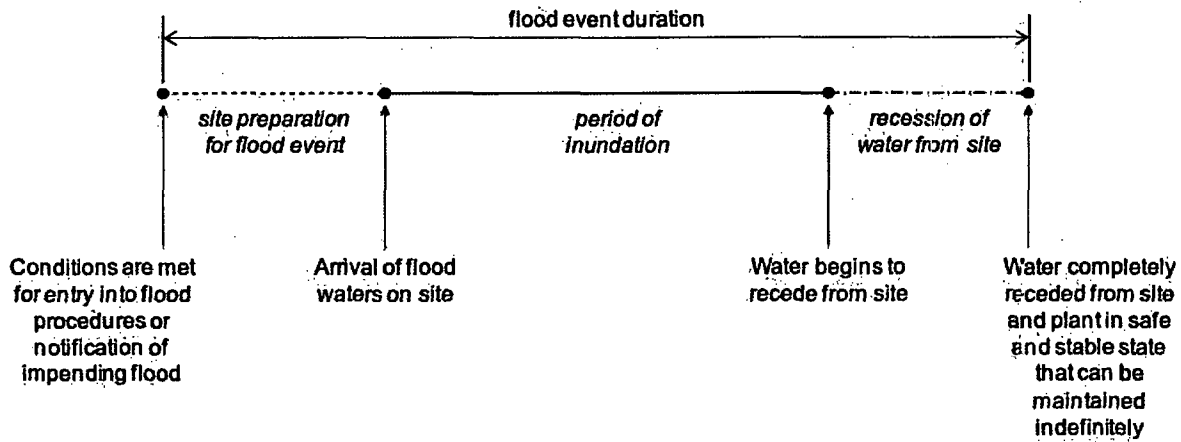 flood event duration
site preparation
for flood event
period of
inundation
recession of
water from site
Conditions are met
for entry into flood
procedures or
notification of
impending flood
Arrival of flood
waters on site
Water begins to
recede from site
Water completely
receded from site
and plant in safe
and stable state
that can be
maintained
indefinitely